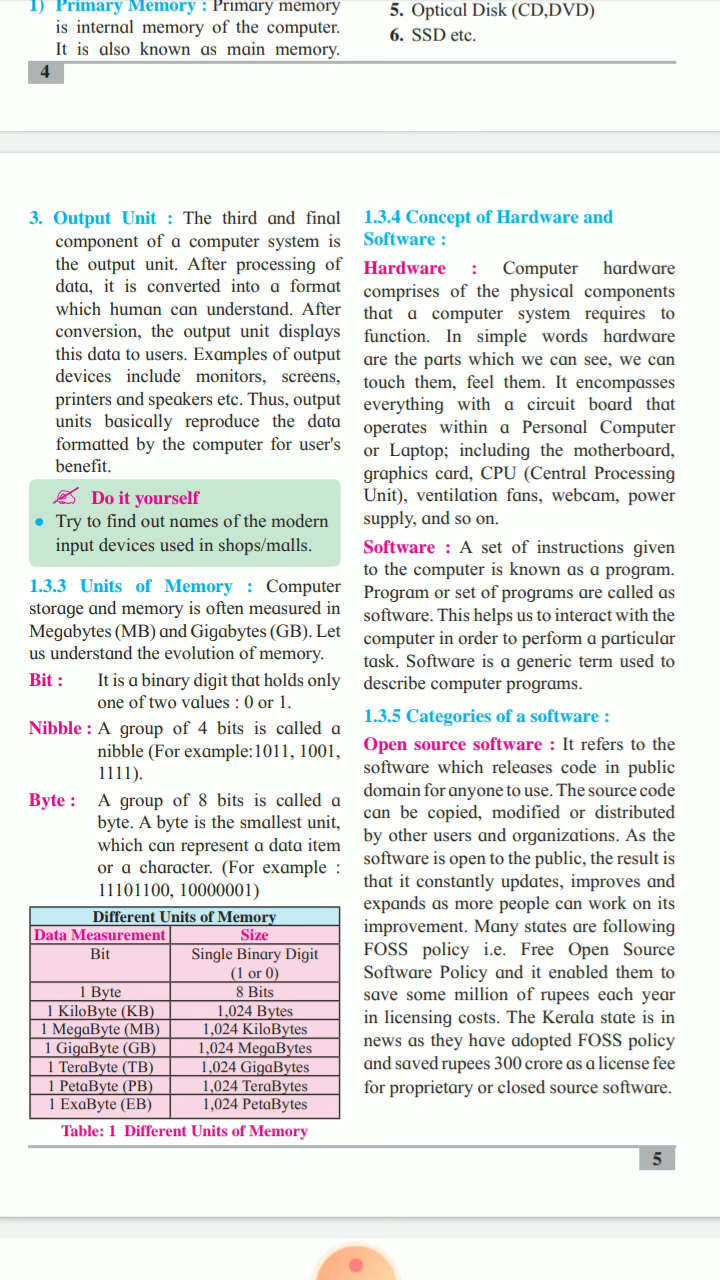 1) Primary Memory : Primary memory
is internal memory of the computer.
It is also known as main memory.
5. Optical Disk (CD,DVD)
6. SSD etc.
4
3. Output Unit : The third and final
component of a computer system is
the output unit. After processing of
data, it is converted into a format
which human can understand. After
conversion, the output unit displays
this data to users. Examples of output
devices include monitors, screens,
printers and speakers etc. Thus, output
units basically reproduce the data
formatted by the computer for user's
benefit.
Do it yourself
• Try to find out names of the modern
input devices used in shops/malls.
1.3.3 Units of Memory : Computer
storage and memory is often measured in
Megabytes (MB) and Gigabytes (GB). Let
us understand the evolution of memory.
Bit : It is a binary digit that holds only
one of two values : 0 or 1.
Nibble : A group of 4 bits is called a
nibble (For example:1011, 1001,
1111).
Byte : A group of 8 bits is called a
byte. A byte is the smallest unit,
which can represent a data item
or a character. (For example :
11101100, 10000001)
Different Units of Memory
Data Measurement Size
Bit Single Binary Digit
(1 or 0)
1 Byte 8 Bits
1 KiloByte (KB) 1,024 Bytes
1 MegaByte (MB) 1,024 KiloBytes
1 GigaByte (GB) 1,024 MegaBytes
1 TeraByte (TB) 1,024 GigaBytes
1 PetaByte (PB) 1,024 TeraBytes
1 ExaByte (EB) 1,024 PetaBytes
Table: 1 Different Units of Memory
1.3.4 Concept of Hardware and
Software :
Hardware : Computer hardware
comprises of the physical components
that a computer system requires to
function. In simple words hardware
are the parts which we can see, we can
touch them, feel them. It encompasses
everything with a circuit board that
operates within a Personal Computer
or Laptop; including the motherboard,
graphics card, CPU (Central Processing
Unit), ventilation fans, webcam, power
supply, and so on.
Software : A set of instructions given
to the computer is known as a program.
Program or set of programs are called as
software. This helps us to interact with the
computer in order to perform a particular
task. Software is a generic term used to
describe computer programs.
1.3.5 Categories of a software :
Open source software : It refers to the
software which releases code in public
domain for anyone to use. The source code
can be copied, modified or distributed
by other users and organizations. As the
software is open to the public, the result is
that it constantly updates, improves and
expands as more people can work on its
improvement. Many states are following
FOSS policy i.e. Free Open Source
Software Policy and it enabled them to
save some million of rupees each year
in licensing costs. The Kerala state is in
news as they have adopted FOSS policy
and saved rupees 300 crore as a license fee
for proprietary or closed source software.
5